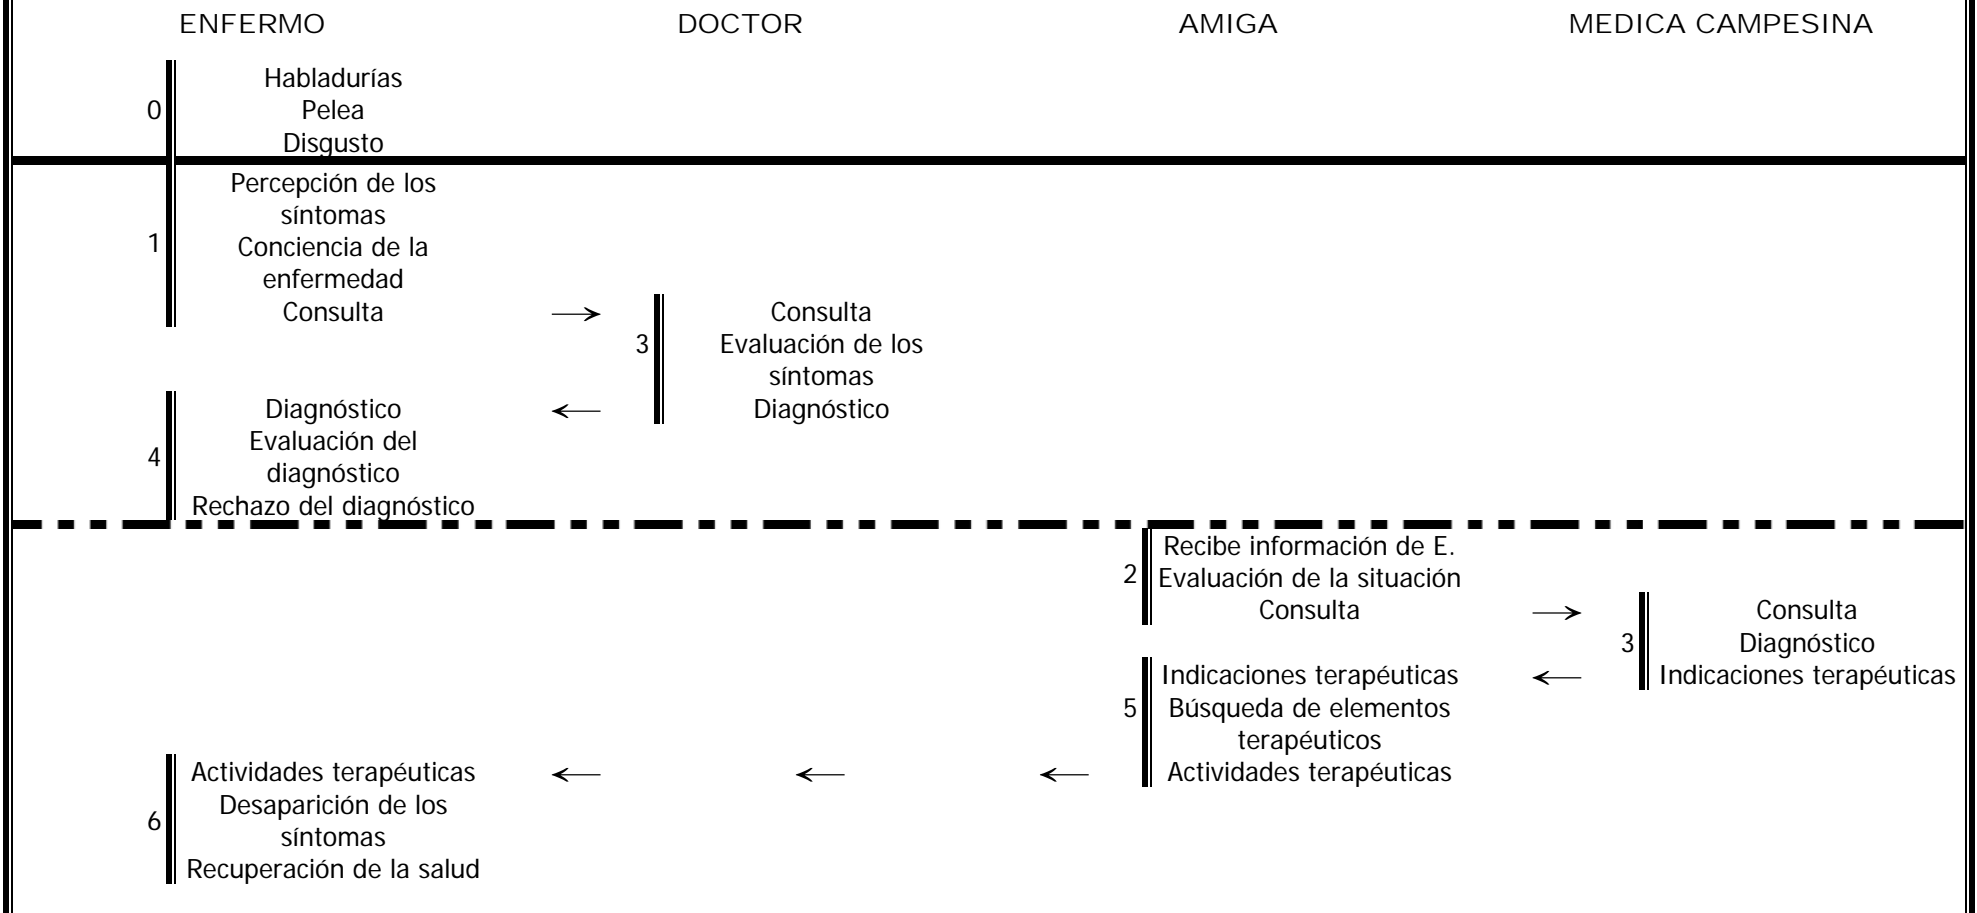 ENFERMO DOCTOR AMIGA MEDICA CAMPESINA
Habladurías
0 Pelea
Disgusto
Percepción de los
síntomas
1 Conciencia de la
enfermedad
Consulta → Consulta
3 Evaluación de los
síntomas
Diagnóstico ← Diagnóstico
Evaluación del
4 diagnóstico
Rechazo del diagnóstico
Recibe información de E.
2 Evaluación de la situación
Consulta → Consulta
3 Diagnóstico
Indicaciones terapéuticas ← Indicaciones terapéuticas
5 Búsqueda de elementos
terapéuticos
Actividades terapéuticas ← ← ← Actividades terapéuticas
Desaparición de los
6 síntomas
Recuperación de la salud